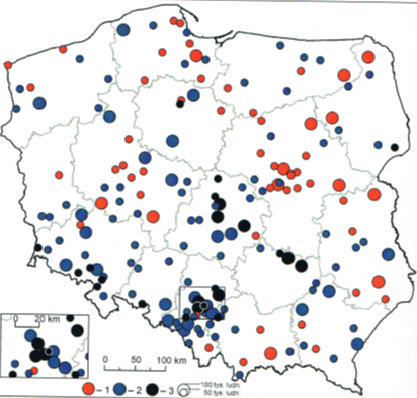 0 20 km
0 50 100 km
- 1 - 2 - 3
100 tys. ludn.
50 tys. ludn.